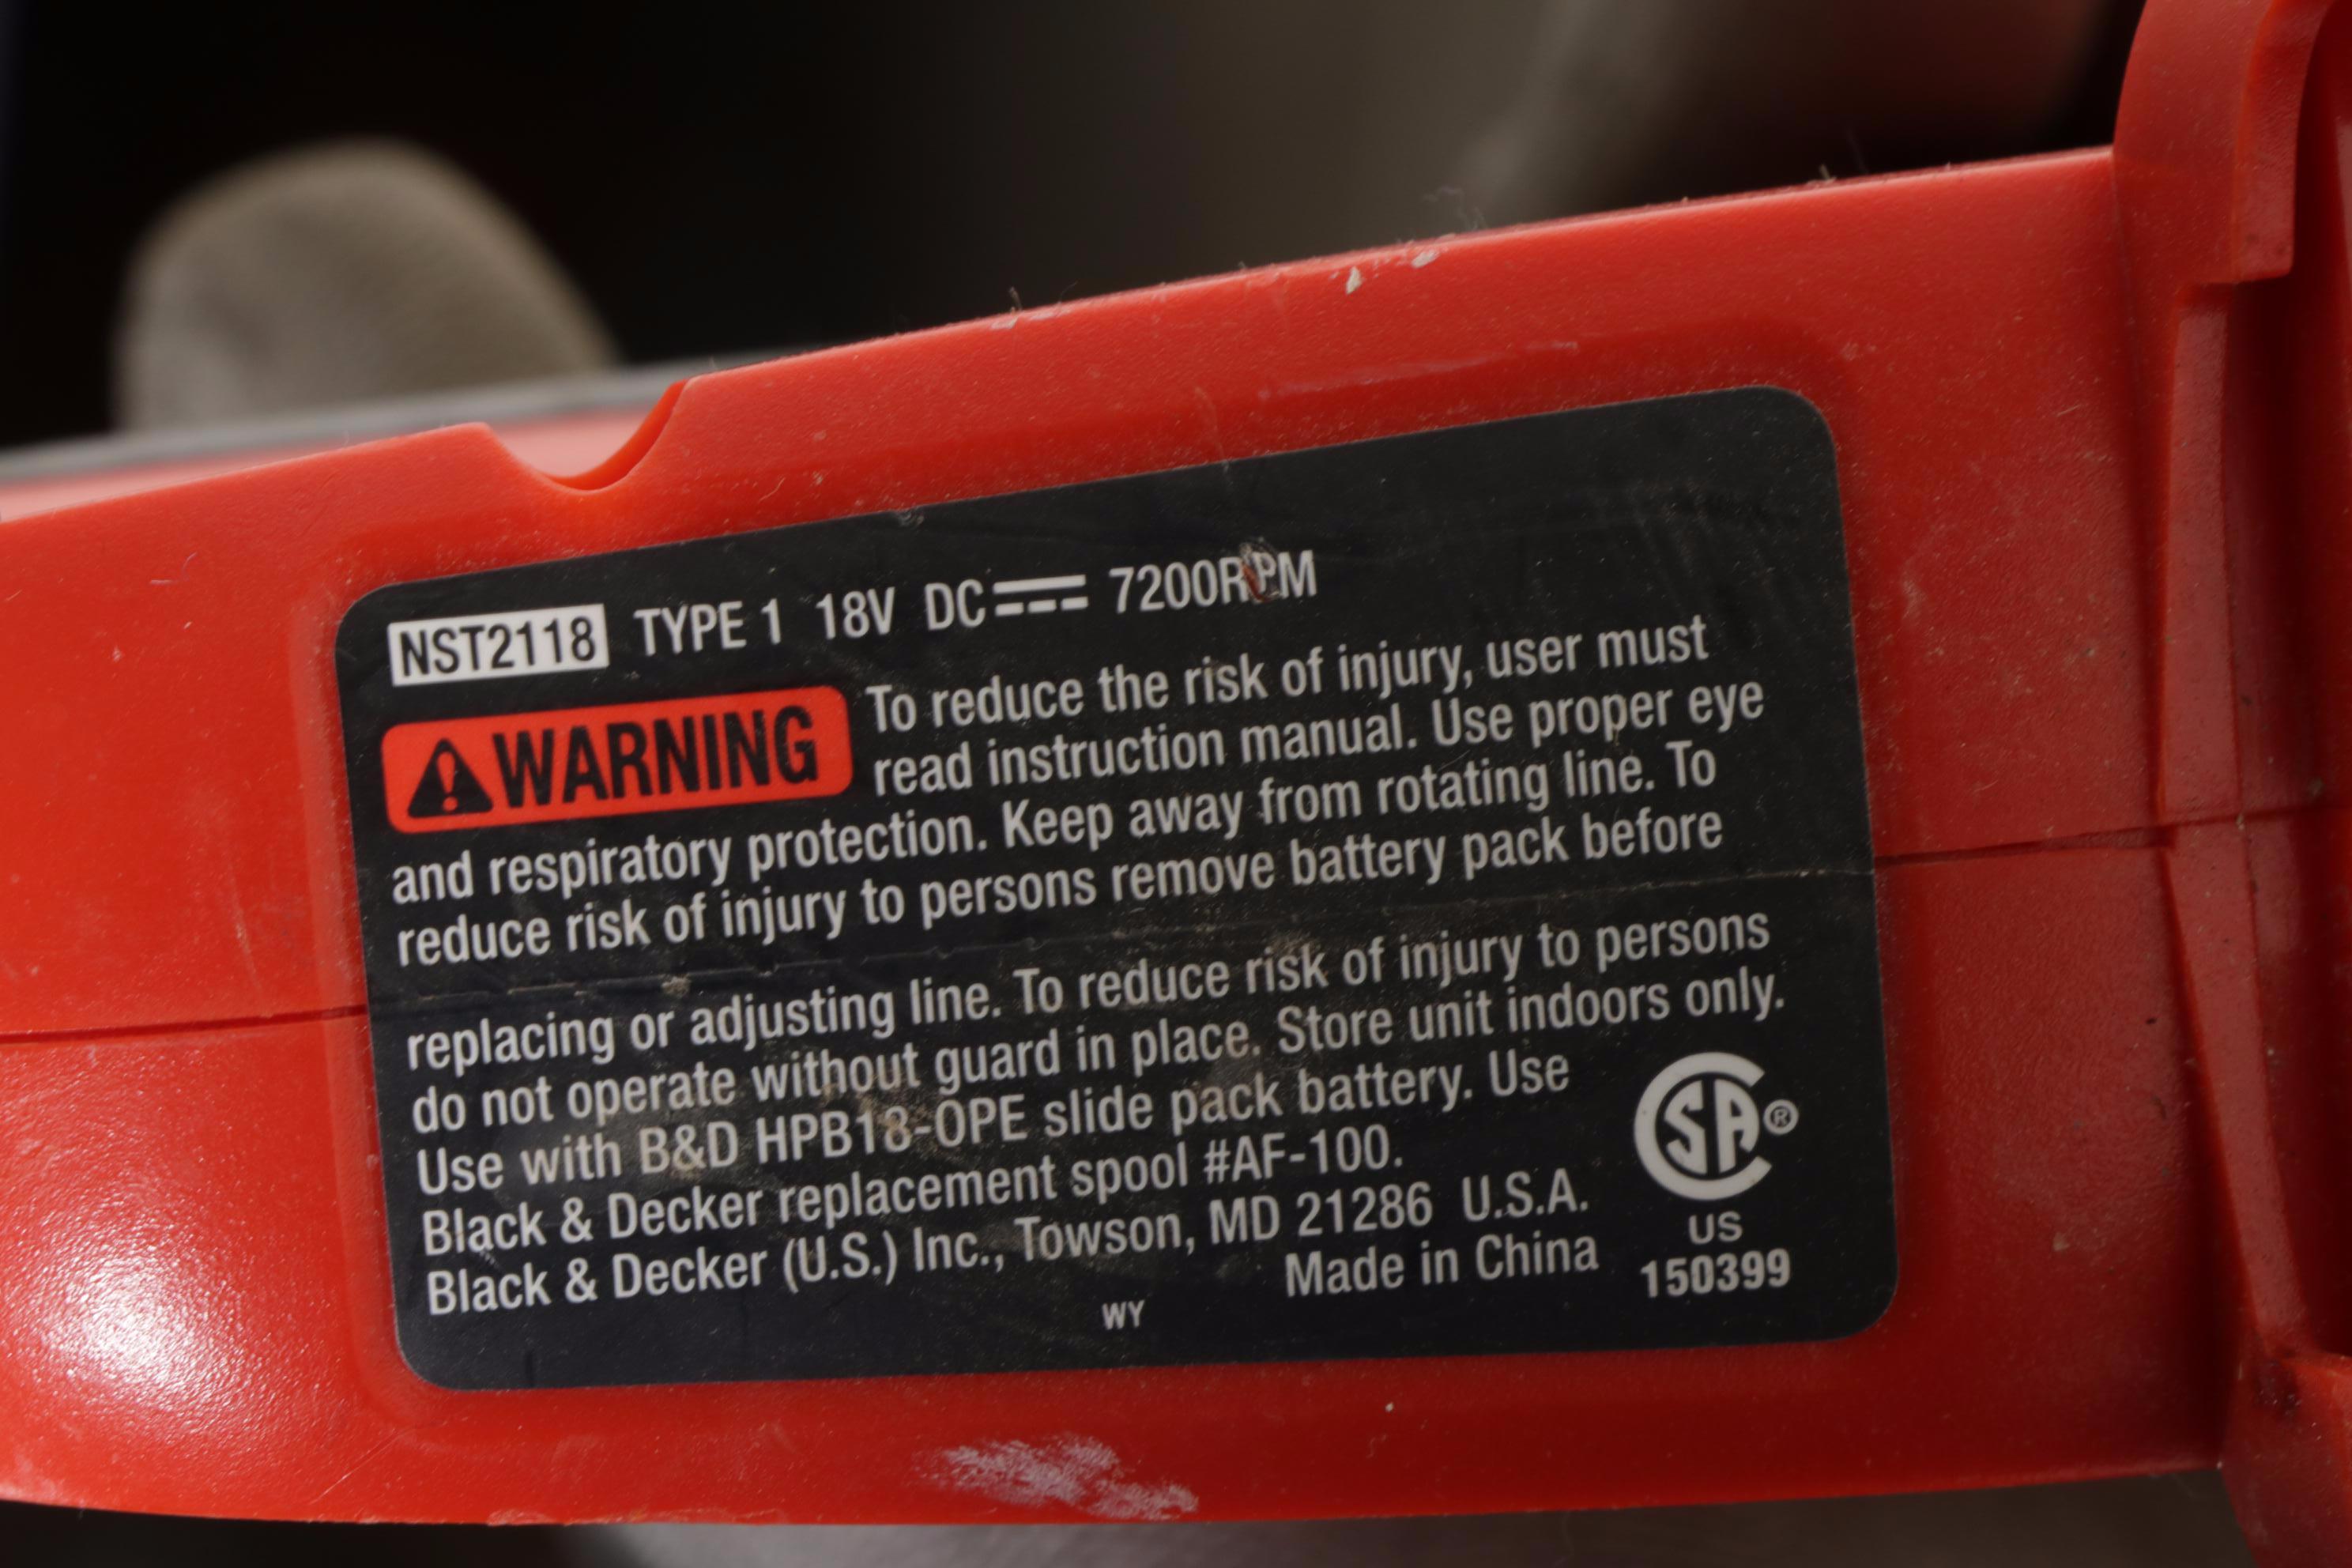 NST2118 TYPE 1 18V DC 7200RPM
WARNING To reduce the risk of injury, user must
read instruction manual. Use proper eye
and respiratory protection. Keep away from rotating line. To
reduce risk of injury to persons remove battery pack before
replacing or adjusting line. To reduce risk of injury to persons
do not operate without guard in place. Store unit indoors only.
Use with B&D HPB18-OPE slide pack battery. Use
Black & Decker replacement spool #AF-100.
Black & Decker (U.S.) Inc., Towson, MD 21286 U.S.A.
Made in China
WY
SA®
US
150399